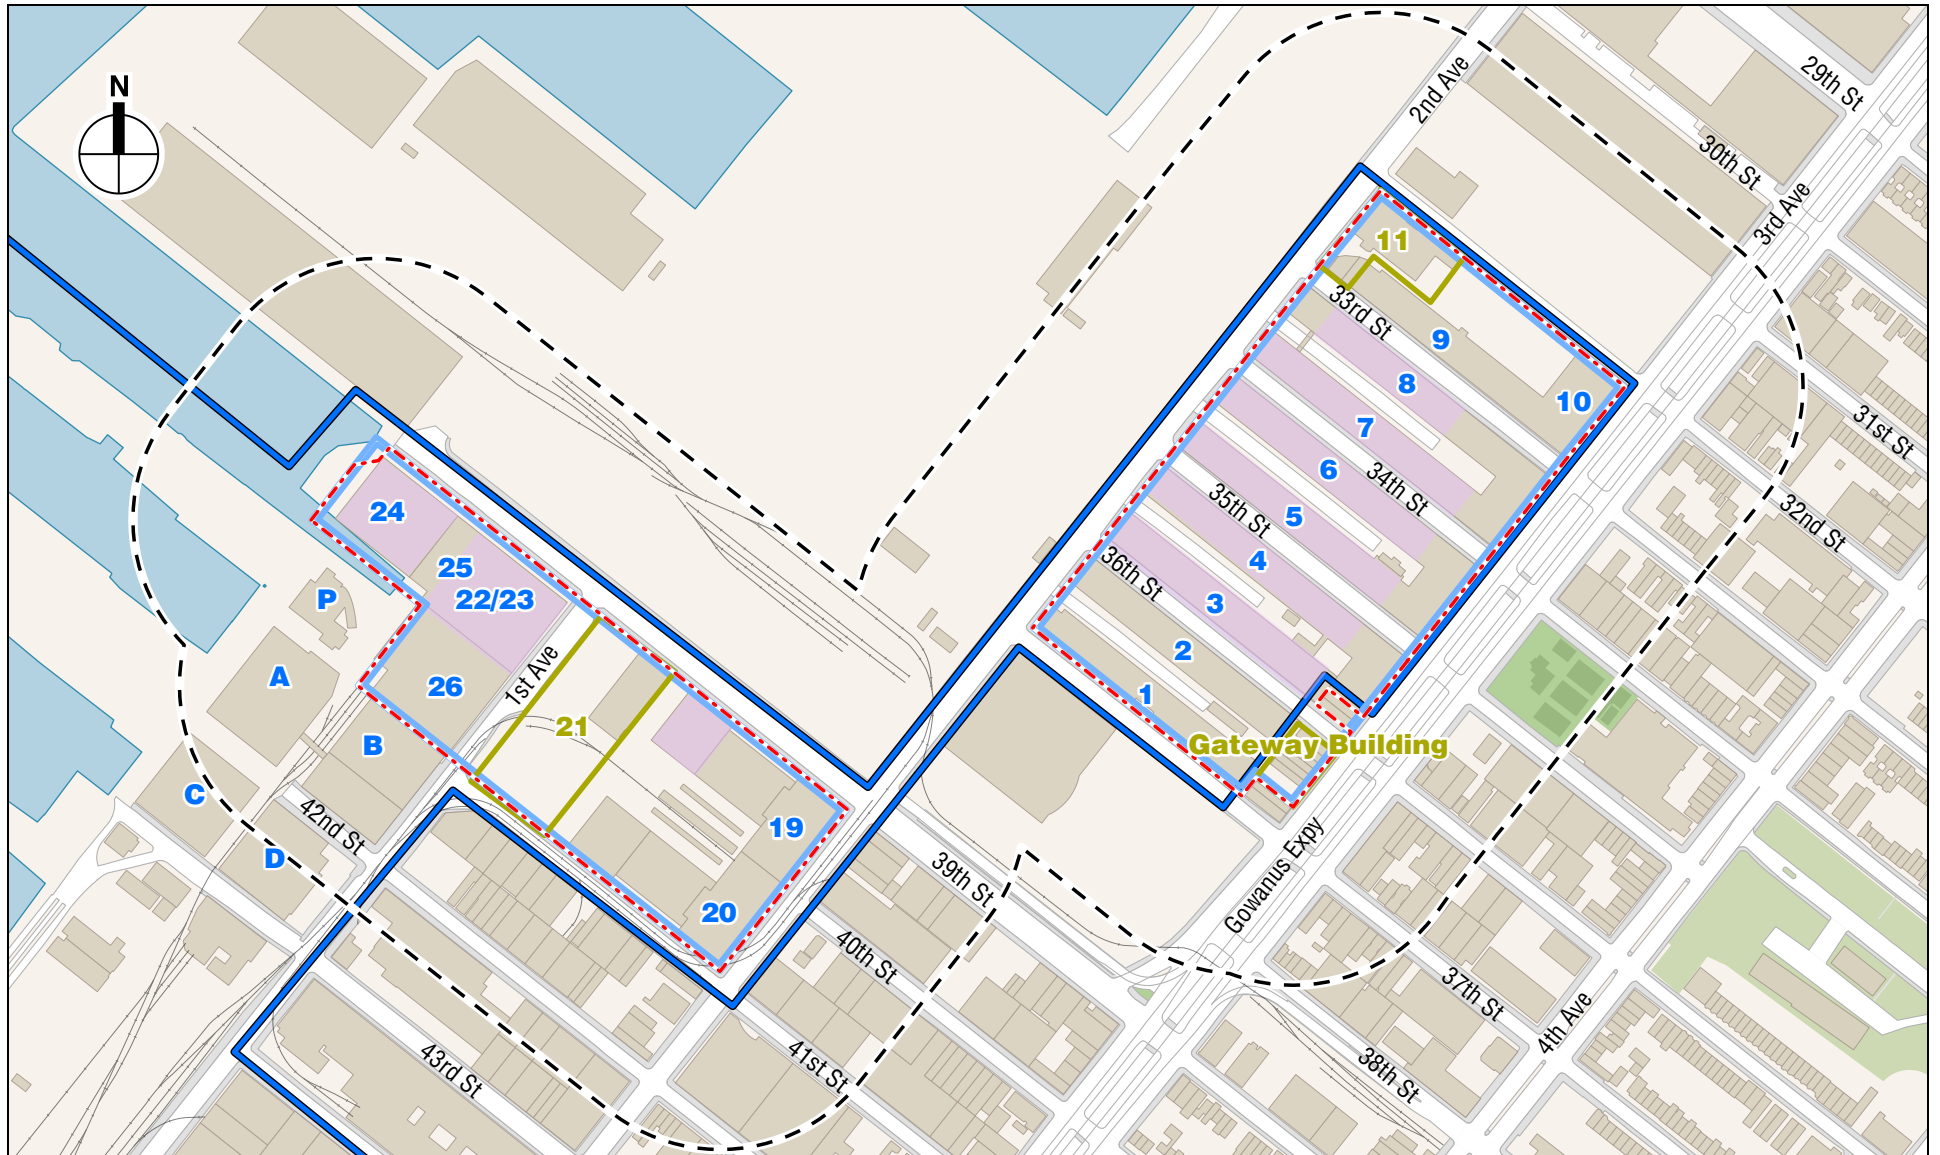 N
2nd Ave
29th St
30th St
3rd Ave
11
33rd St
9
8
10
31st St
7
6
34th St
35th St
5
32nd St
24
4
36th St
25
22/23
P
3
2
1st Ave
A
26
1
21
B
Gateway Building
C
42nd St
19
D
39th St
Gowanus Expy
20
40th St
37th St
4th Ave
43rd St
41st St
38th St